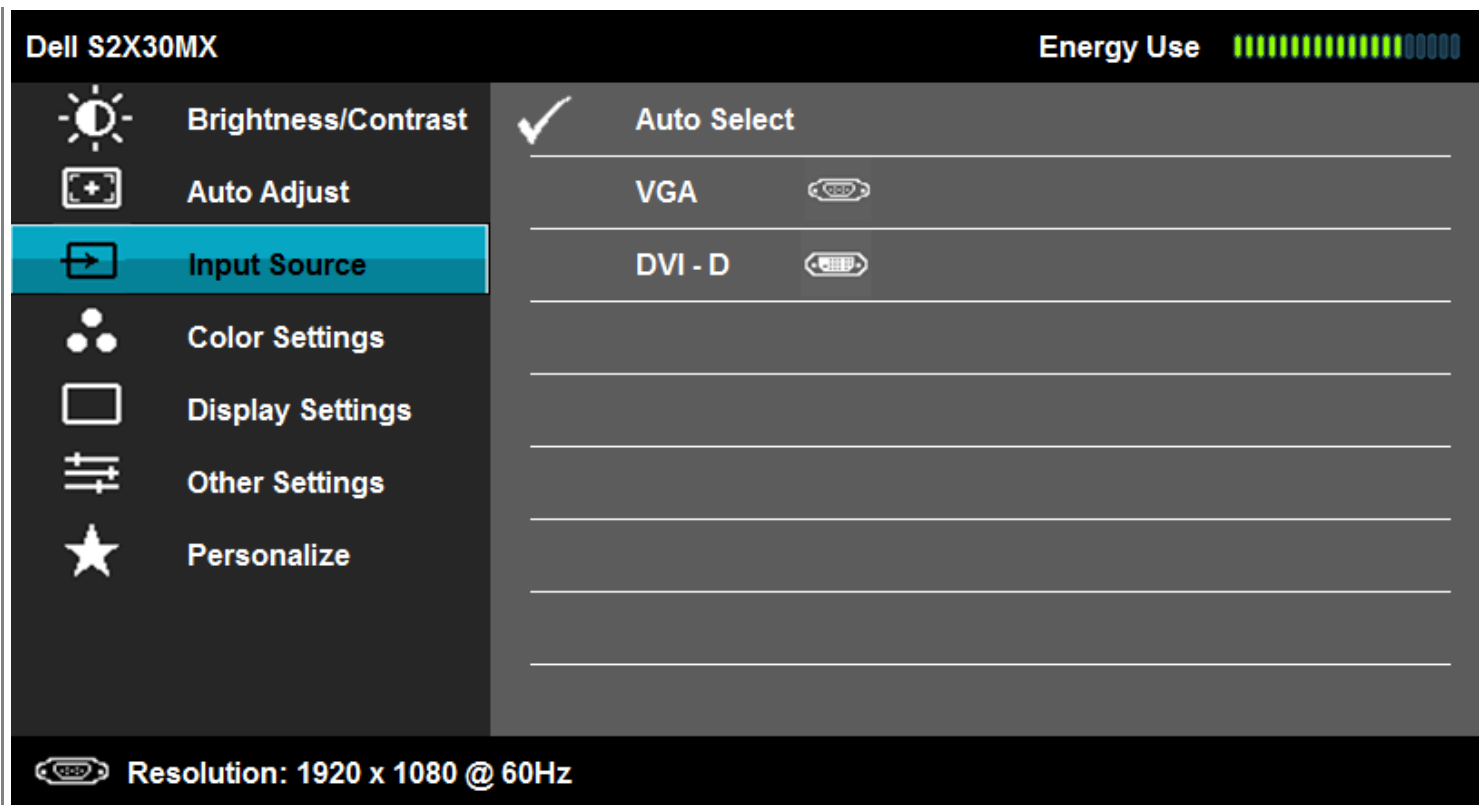 Dell S2X30MX Energy Use
Brightness/Contrast Auto Select
Auto Adjust VGA
Input Source DVI - D
Color Settings
Display Settings
Other Settings
Personalize
Resolution: 1920 x 1080 @ 60Hz